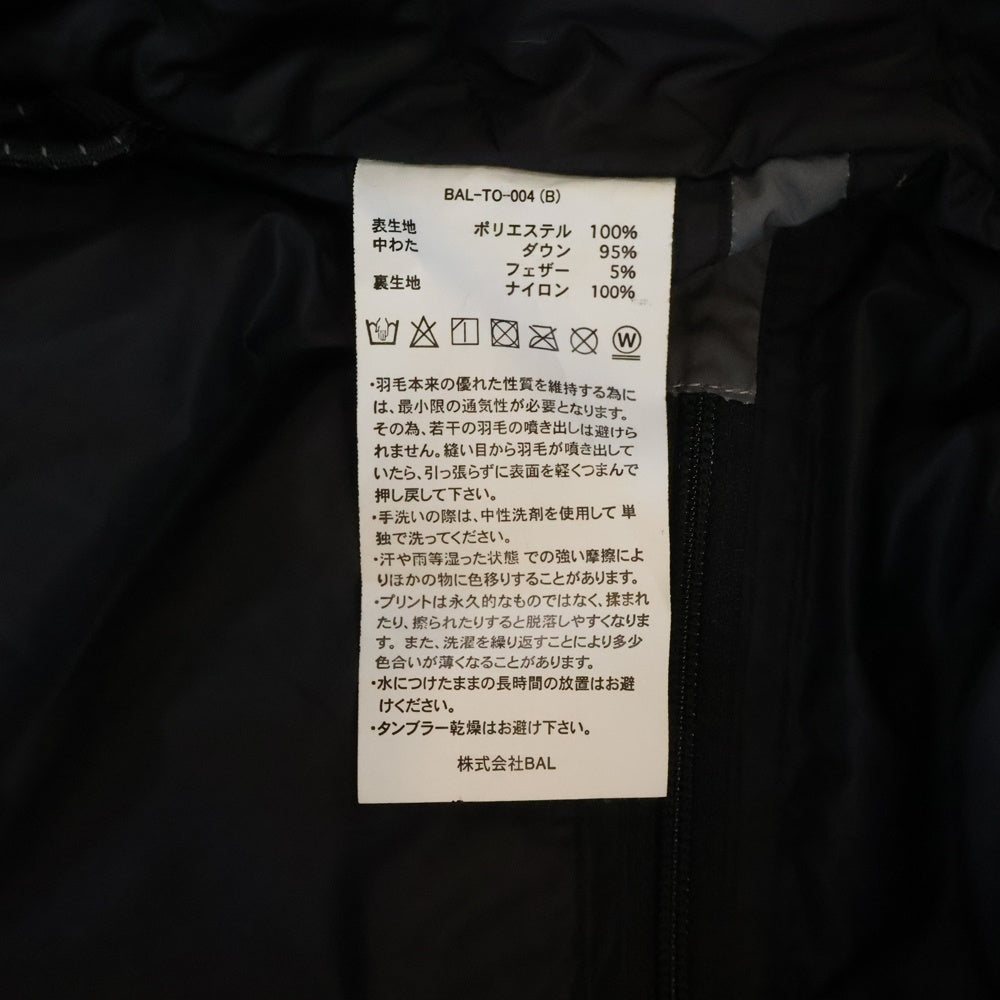 BAL-TO-004 (B)
表生地 ポリエステル 100%
中わた ダウン 95%
フェザー 5%
裏生地 ナイロン 100%
W
・羽毛本来の優れた性質を維持する為に
は、最小限の通気性が必要となります。
その為、若干の羽毛の噴き出しは避けら
れません。縫い目から羽毛が噴き出して
いたら、引っ張らずに表面を軽くつまんで
押し戻して下さい。
・手洗いの際は、中性洗剤を使用して 単
独で洗ってください。
・汗や雨等湿った状態 での強い摩擦によ
りほかの物に色移りすることがあります。
・プリントは永久的なものではなく、揉まれ
たり、擦られたりすると脱落しやすくなりま
す。また、洗濯を繰り返すことにより多少
色合いが薄くなることがあります。
・水につけたままの長時間の放置はお避
けください。
・タンブラー乾燥はお避け下さい。
株式会社BAL